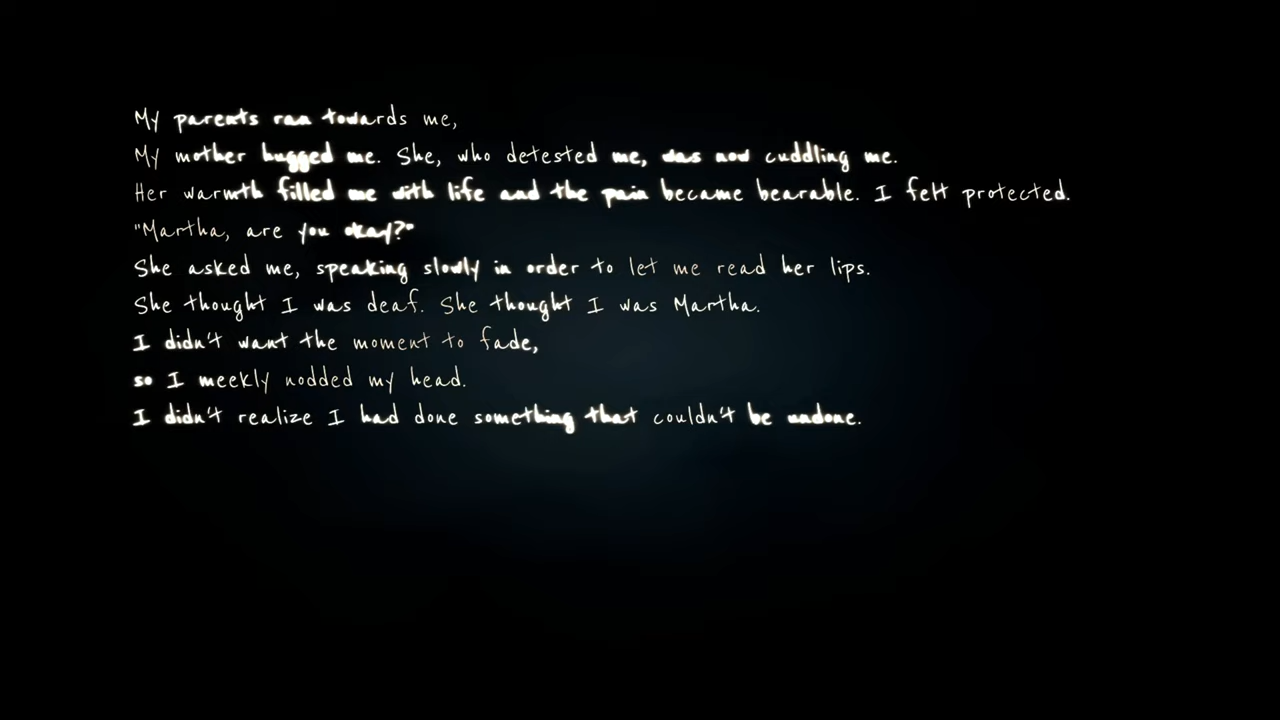 My parents ran towards me,
My mother hugged me. She, who detested me, was now cuddling me.
Her warmth filled me with life and the pain became bearable. I felt protected.
"Martha, are you okay?"
She asked me, speaking slowly in order to let me read her lips.
She thought I was deaf. She thought I was Martha.
I didn't want the moment to fade,
so I meekly nodded my head.
I didn't realize I had done something that couldn't be undone.